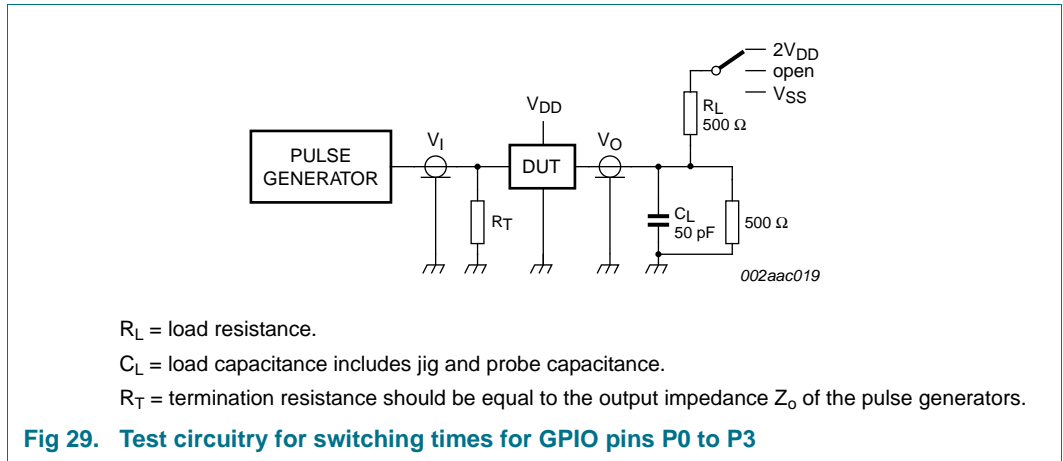 2VDD
open
VSS
RL
500 Ω
VDD
VI
VO
PULSE
GENERATOR
DUT
RT
CL
50 pF
500 Ω
002aac019
RL = load resistance.
CL = load capacitance includes jig and probe capacitance.
RT = termination resistance should be equal to the output impedance Zo of the pulse generators.
Fig 29. Test circuitry for switching times for GPIO pins P0 to P3